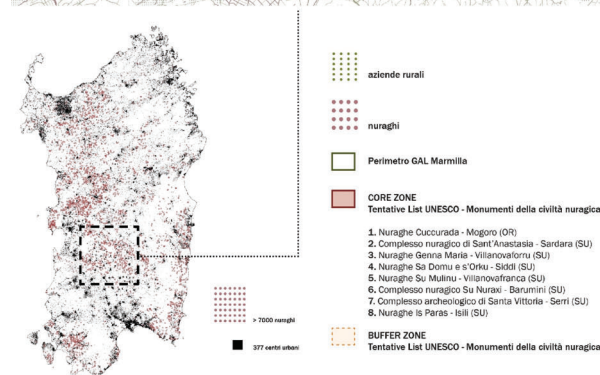 aziende rurali
nuraghi
Perimetro GAL Marmilla
CORE ZONE
Tentative List UNESCO - Monumenti della civiltà nuragica
1. Nuraghe Cuccurada - Mogoro (OR)
2. Complesso nuragico di Sant'Anastasia - Sardara (SU)
3. Nuraghe Genna Maria - Villanovaforru (SU)
4. Nuraghe Sa Domu e s'Orku - Siddi (SU)
5. Nuraghe Su Mulinu - Villanovafranca (SU)
6. Complesso nuragico Su Nuraxi - Barumini (SU)
7. Complesso archeologico di Santa Vittoria - Serri (SU)
8. Nuraghe Is Paras - Isili (SU)
BUFFER ZONE
Tentative List UNESCO - Monumenti della civiltà nuragica
> 7000 nuraghi
377 centri urbani